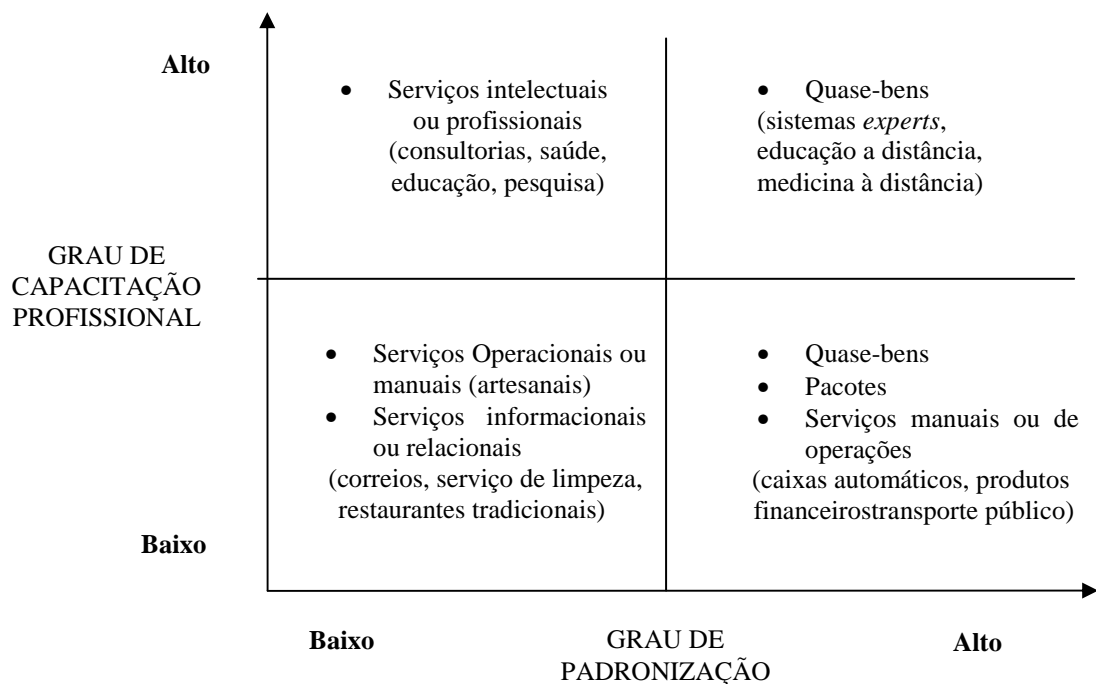 Alto
• Serviços intelectuais
ou profissionais
(consultorias, saúde,
educação, pesquisa)
• Quase-bens
(sistemas experts,
educação a distância,
medicina à distância)
GRAU DE
CAPACITAÇÃO
PROFISSIONAL
• Serviços Operacionais ou
manuais (artesanais)
• Serviços informacionais
ou relacionais
(correios, serviço de limpeza,
restaurantes tradicionais)
• Quase-bens
• Pacotes
• Serviços manuais ou de
operações
(caixas automáticos, produtos
financeirostransporte público)
Baixo
Baixo
GRAU DE
PADRONIZAÇÃO
Alto